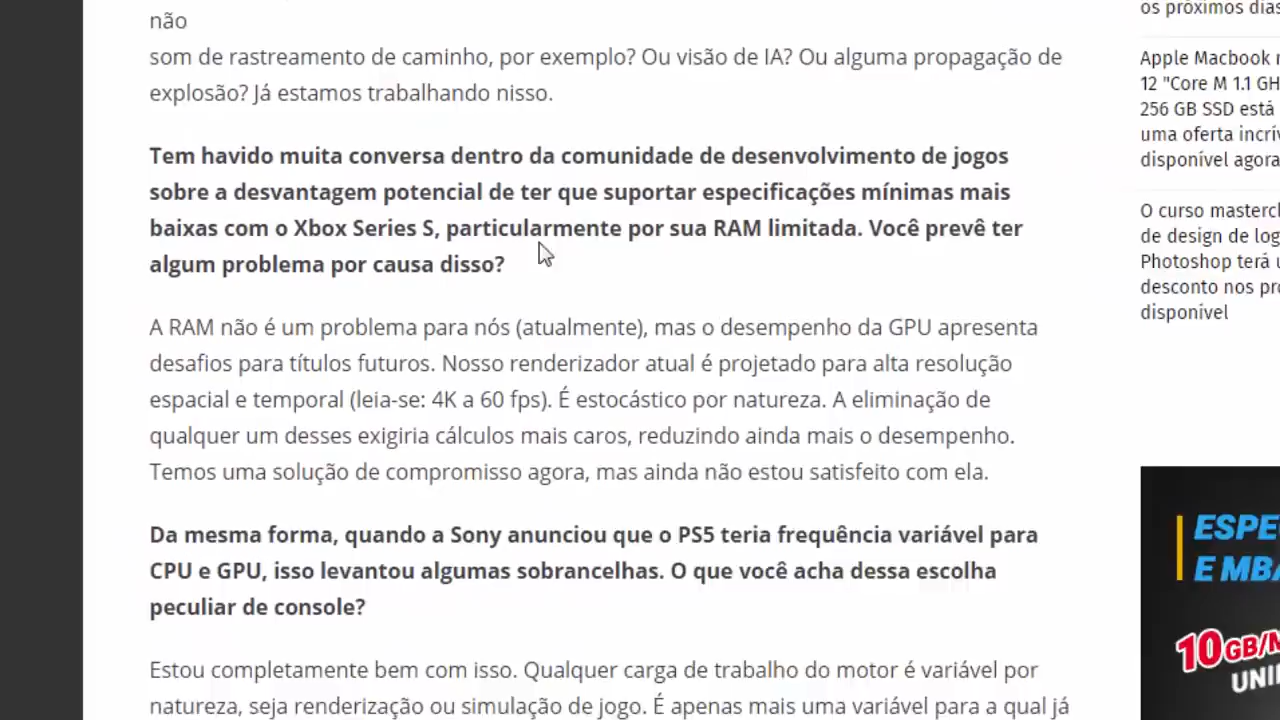 não
som de rastreamento de caminho, por exemplo? Ou visão de IA? Ou alguma propagação de
explosão? Já estamos trabalhando nisso.
Tem havido muita conversa dentro da comunidade de desenvolvimento de jogos
sobre a desvantagem potencial de ter que suportar especificações mínimas mais
baixas com o Xbox Series S, particularmente por sua RAM limitada. Você prevê ter
algum problema por causa disso?
A RAM não é um problema para nós (atualmente), mas o desempenho da GPU apresenta
desafios para títulos futuros. Nosso renderizador atual é projetado para alta resolução
espacial e temporal (leia-se: 4K a 60 fps). É estocástico por natureza. A eliminação de
qualquer um desses exigiria cálculos mais caros, reduzindo ainda mais o desempenho.
Temos uma solução de compromisso agora, mas ainda não estou satisfeito com ela.
Da mesma forma, quando a Sony anunciou que o PS5 teria frequência variável para
CPU e GPU, isso levantou algumas sobrancelhas. O que você acha dessa escolha
peculiar de console?
Estou completamente bem com isso. Qualquer carga de trabalho do motor é variável por
natureza, seja renderização ou simulação de jogo. É apenas mais uma variável para a qual já
os próximos dias
Apple Macbook
12 "Core M 1.1 GH
256 GB SSD está
uma oferta
disponível agora
O curso
de design de
Photoshop terá
desconto nos
disponível
ESPE
E MBA
10GB/M
UNI